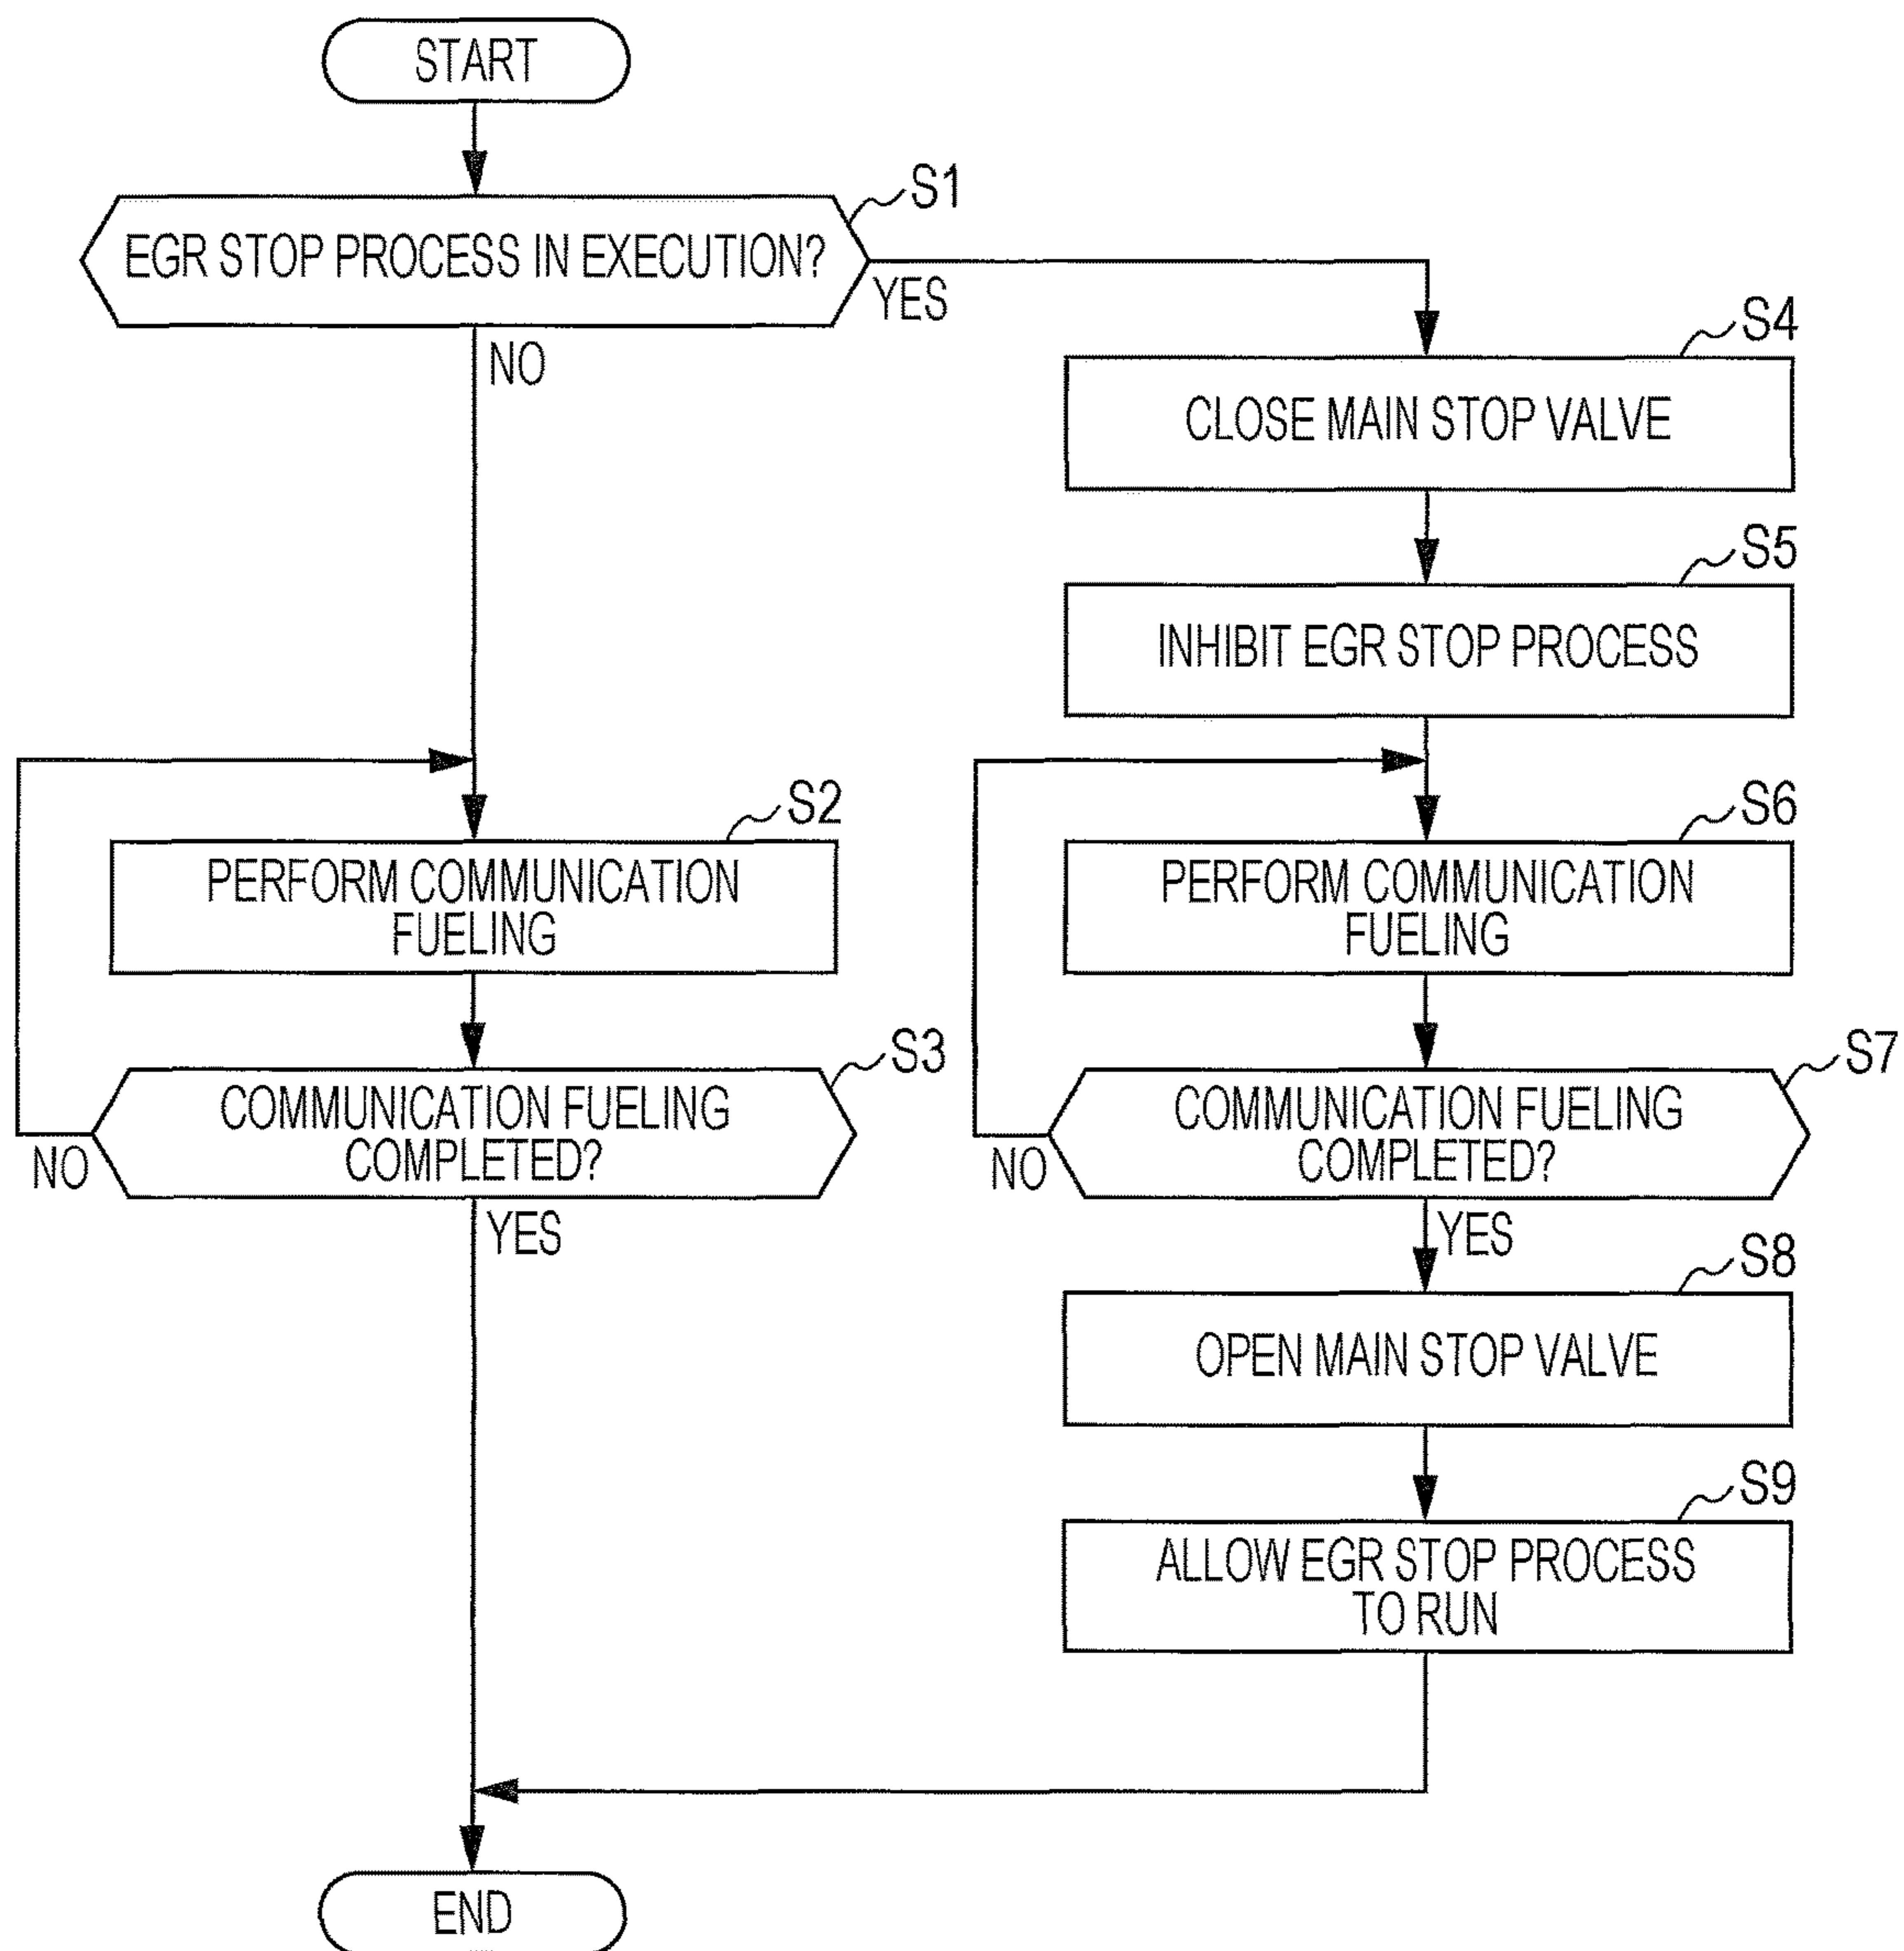 START
S1
EGR STOP PROCESS IN EXECUTION?
YES
NO
S4
CLOSE MAIN STOP VALVE
S5
INHIBIT EGR STOP PROCESS
S2
PERFORM COMMUNICATION
FUELING
S6
PERFORM COMMUNICATION
FUELING
S3
COMMUNICATION FUELING
COMPLETED?
NO
YES
S7
COMMUNICATION FUELING
COMPLETED?
NO
YES
S8
OPEN MAIN STOP VALVE
S9
ALLOW EGR STOP PROCESS
TO RUN
END